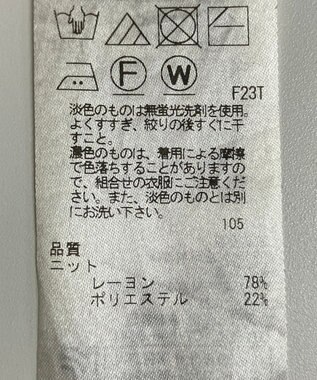 F W
F23T
淡色のものは無蛍光洗剤を使用。
よくすすぎ、絞りの後すぐに干
すこと。
濃色のものは、着用による摩擦
で色落ちすることがありますの
で、組合せの衣服にご注意くだ
さい。また、淡色のものとは別
にお洗い下さい。
105
品質
ニット
レーヨン 78%
ポリエステル 22%